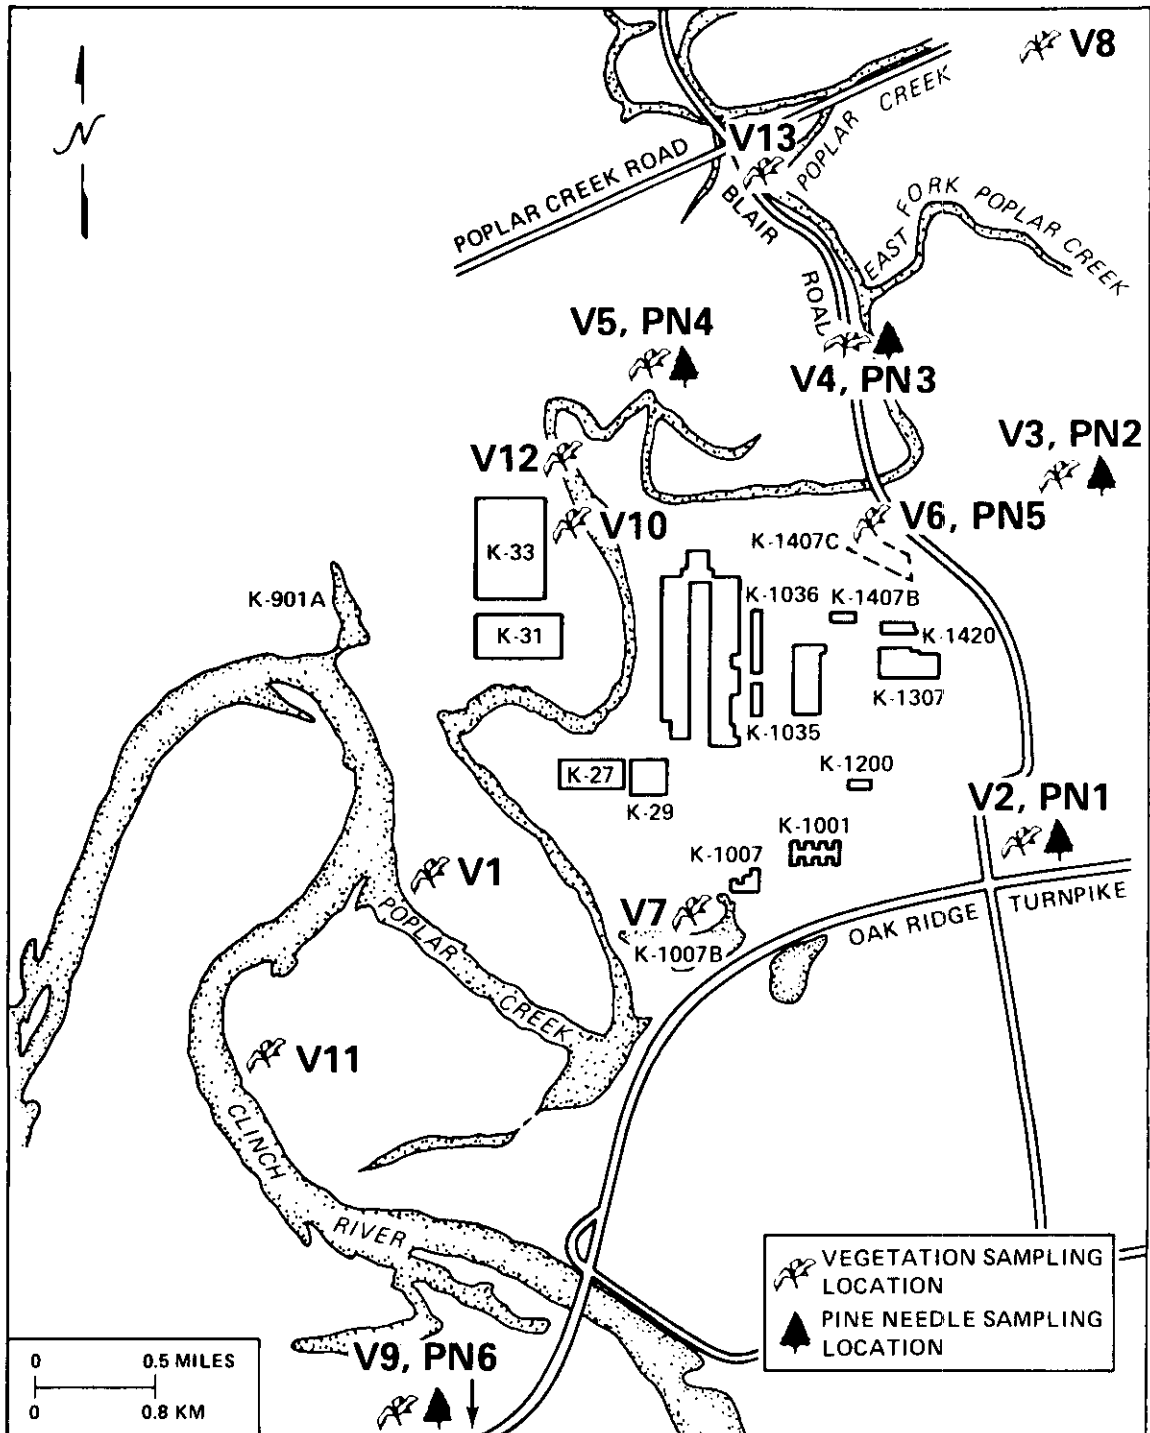 V8
N
V13
POPLAR CREEK
POPLAR CREEK ROAD
BLAIR
ROAL
EAST FORK POPLAR CREEK
V5, PN4
V4, PN3
V3, PN2
V12
V10
V6, PN5
K-1407C
K-33
K-901A
K-1036
K-1407B
K-31
K-1420
K-1307
K-1035
K-27
K-29
K-1200
V2, PN1
K-1001
K-1007
V1
V7
POPLAR
CREEK
K-1007B
OAK RIDGE TURNPIKE
V11
CLINCH
RIVER
VEGETATION SAMPLING
LOCATION
PINE NEEDLE SAMPLING
LOCATION
V9, PN6
0 0.5 MILES
0 0.8 KM